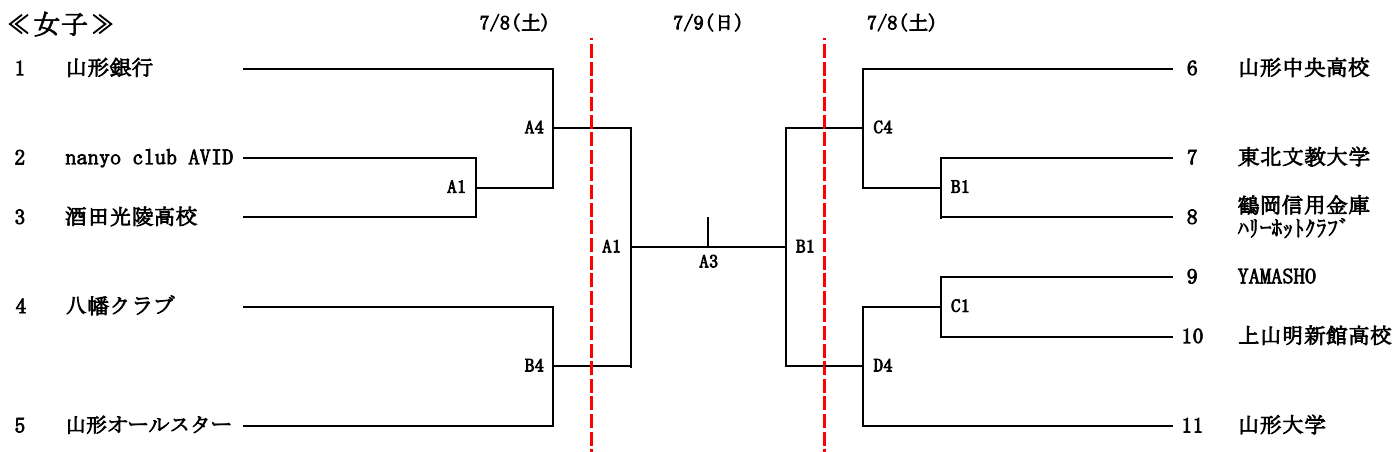 ≪女子≫ 7/8(土) 7/9(日) 7/8(土)
1 山形銀行
A4
2 nanyo club AVID
A1
3 酒田光陵高校
A1
4 八幡クラブ
B4
5 山形オールスター
A3
6 山形中央高校
C4
7 東北文教大学
B1
8 鶴岡信用金庫
ハリーホットクラブ
B1
9 YAMASHO
C1
10 上山明新館高校
D4
11 山形大学